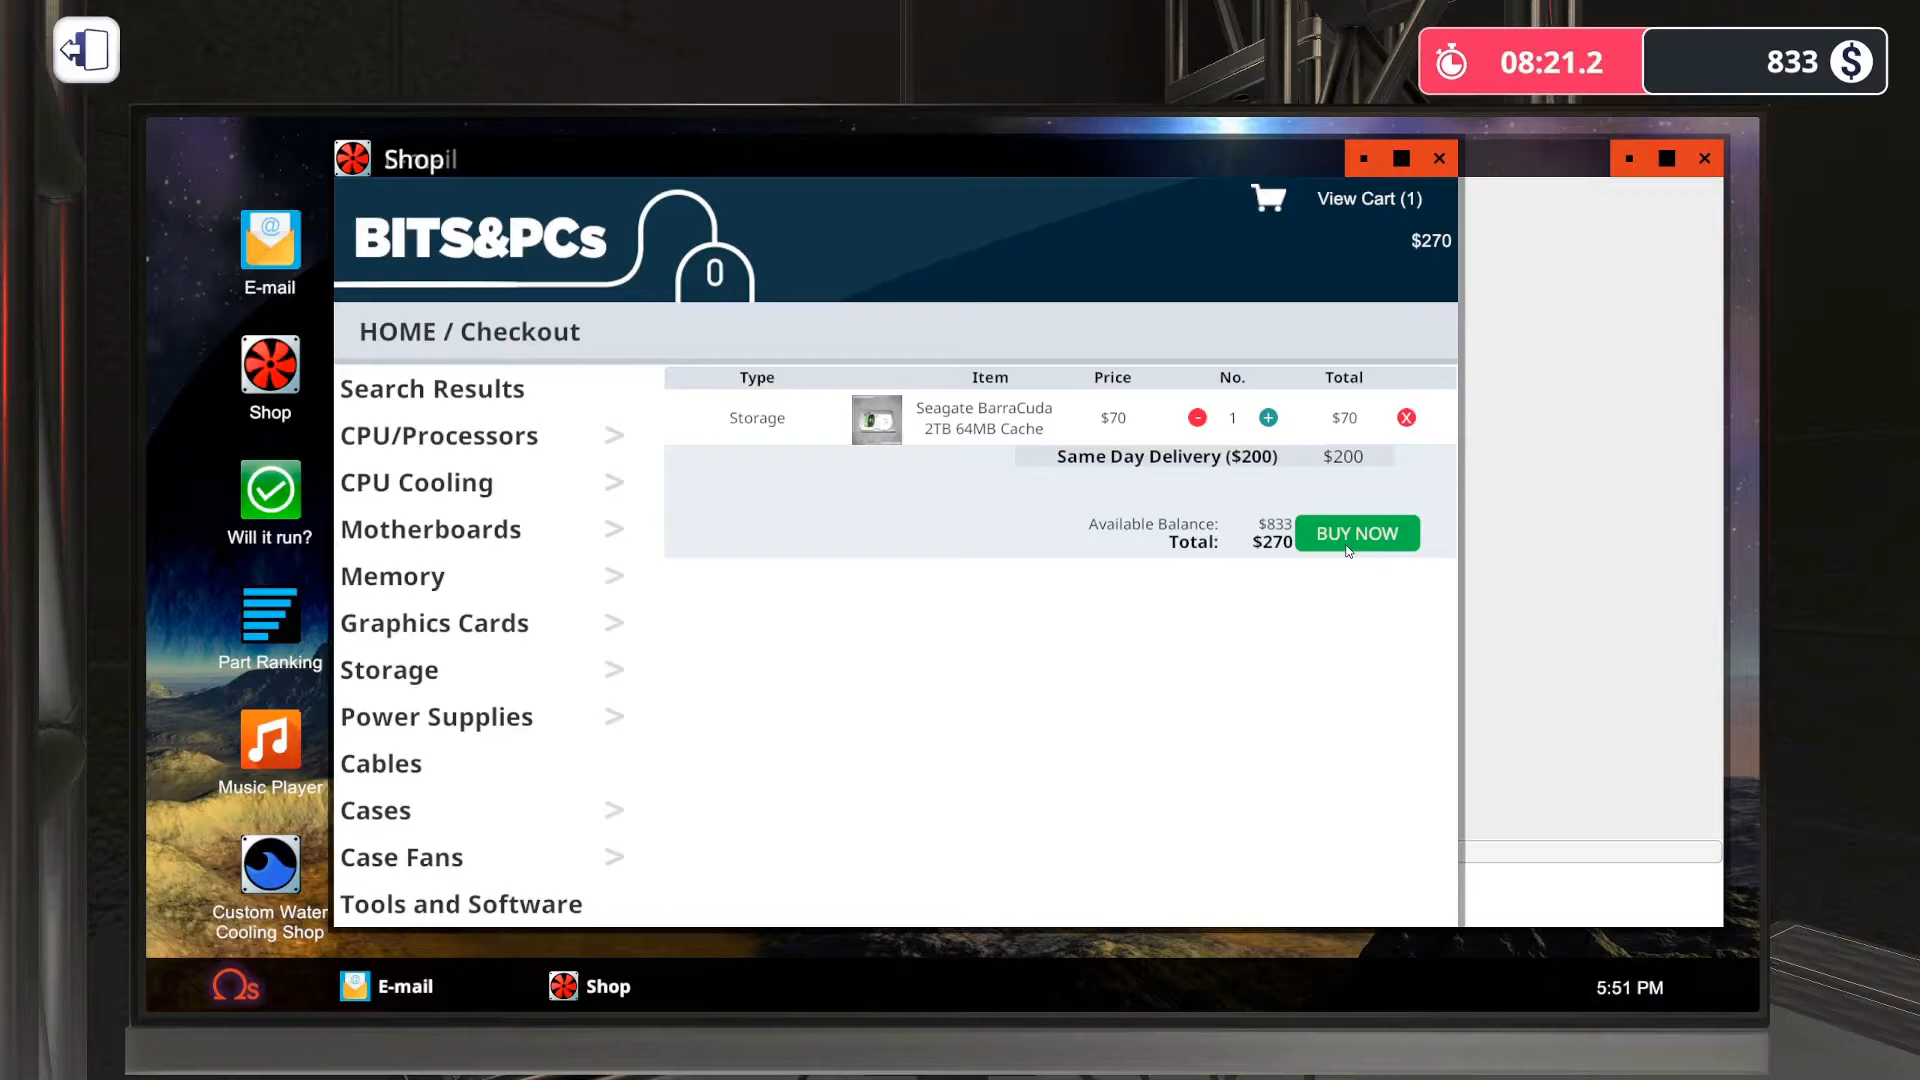 08:21.2
833 $
Shopil
BITS&PCs
View Cart (1)
$270
HOME / Checkout
E-mail
Shop
Will it run?
Part Ranking
Music Player
Custom Water
Cooling Shop
Search Results
CPU/Processors >
CPU Cooling >
Motherboards >
Memory >
Graphics Cards >
Storage >
Power Supplies >
Cables
Cases >
Case Fans >
Tools and Software
Type Item Price No. Total
Storage Seagate BarraCuda 2TB 64MB Cache $70 - 1 + $70 X
Same Day Delivery ($200) $200
Available Balance: $833
Total: $270
BUY NOW
Ωs E-mail Shop 5:51 PM